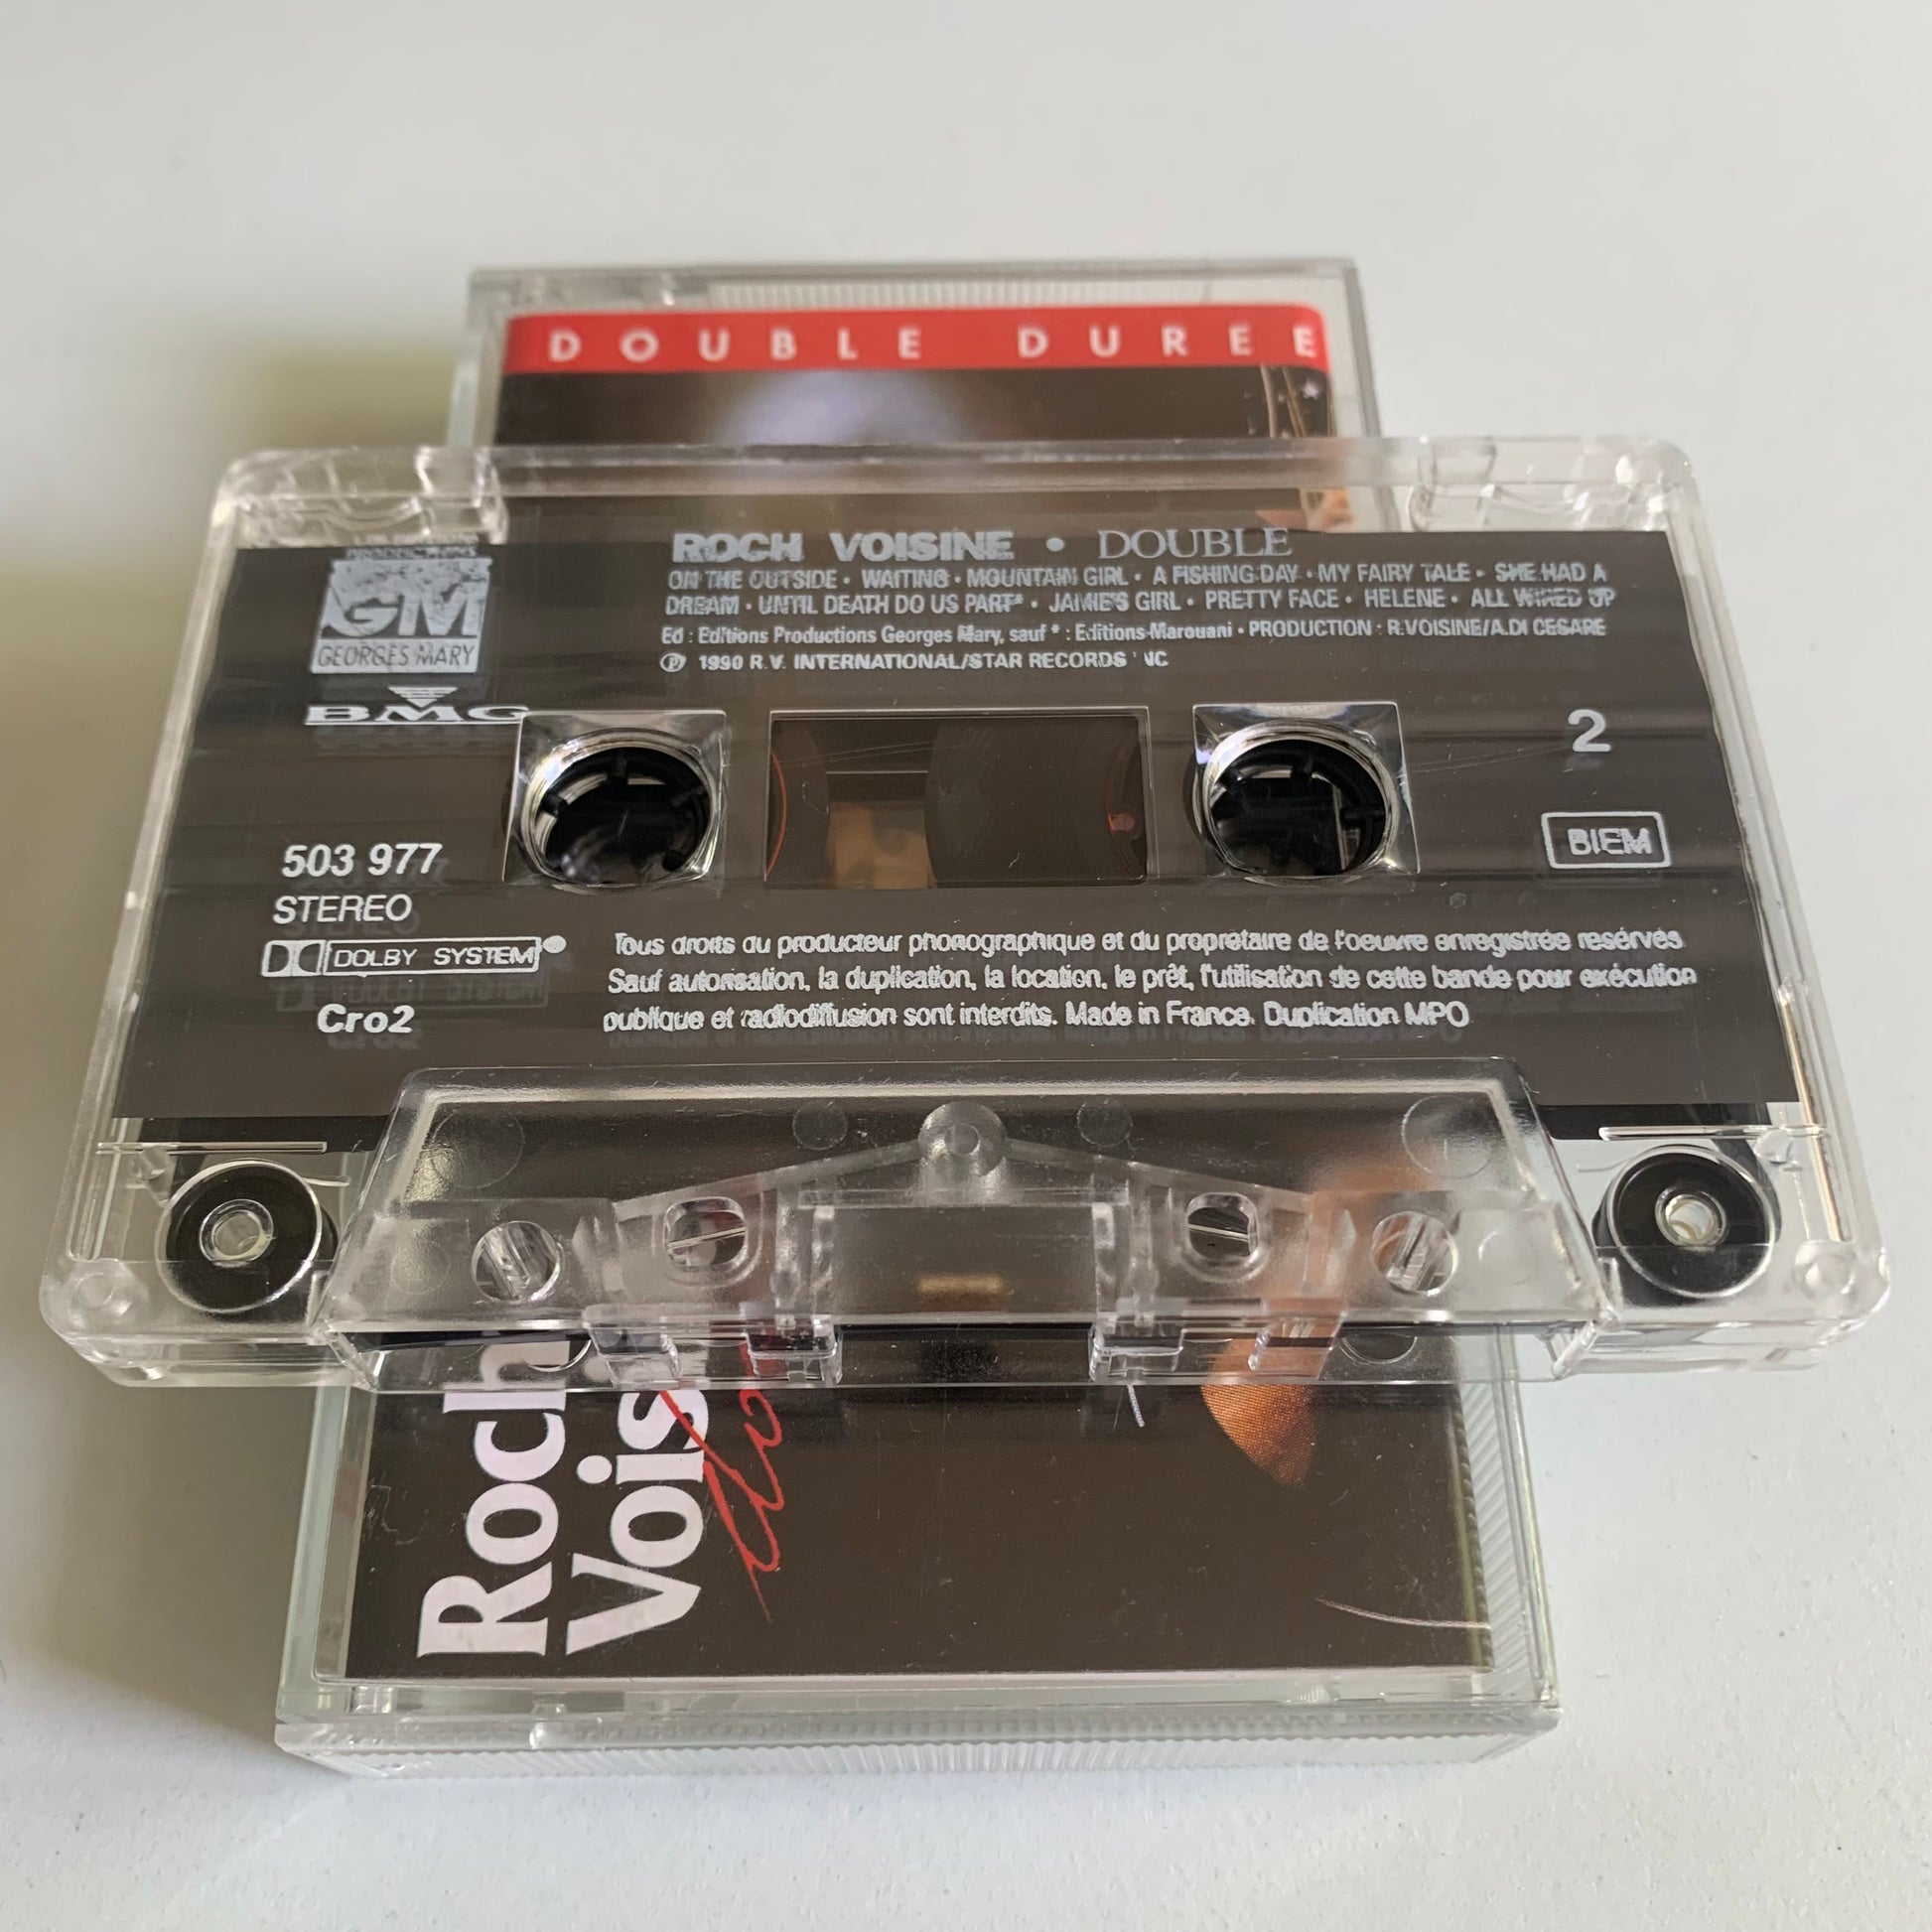 DOUBLE DUREE
PRODUCTIONS
GM
GEORGES MARY
BMG
ROCH VOISINE • DOUBLE
ON THE OUTSIDE • WAITING • MOUNTAIN GIRL • A FISHING DAY • MY FAIRY TALE • SHE HAD A
DREAM • UNTIL DEATH DO US PART* • JAMIE'S GIRL • PRETTY FACE • HELENE • ALL WIRED UP
Ed : Editions Productions Georges Mary, sauf * : Editions Marouani • PRODUCTION : R.VOISINE/A.DI CESARE
℗ 1990 R.V. INTERNATIONAL/STAR RECORDS INC
2
BIEM
503 977
STEREO
DOLBY SYSTEM
Cro2
Tous droits du producteur phonographique et du propriétaire de l'oeuvre enregistrée resérvés
Sauf autorisation, la duplication, la location, le prêt, l'utilisation de cette bande pour exécution
publique et radiodiffusion sont interdits. Made in France. Duplication MPO
Roch
Vois